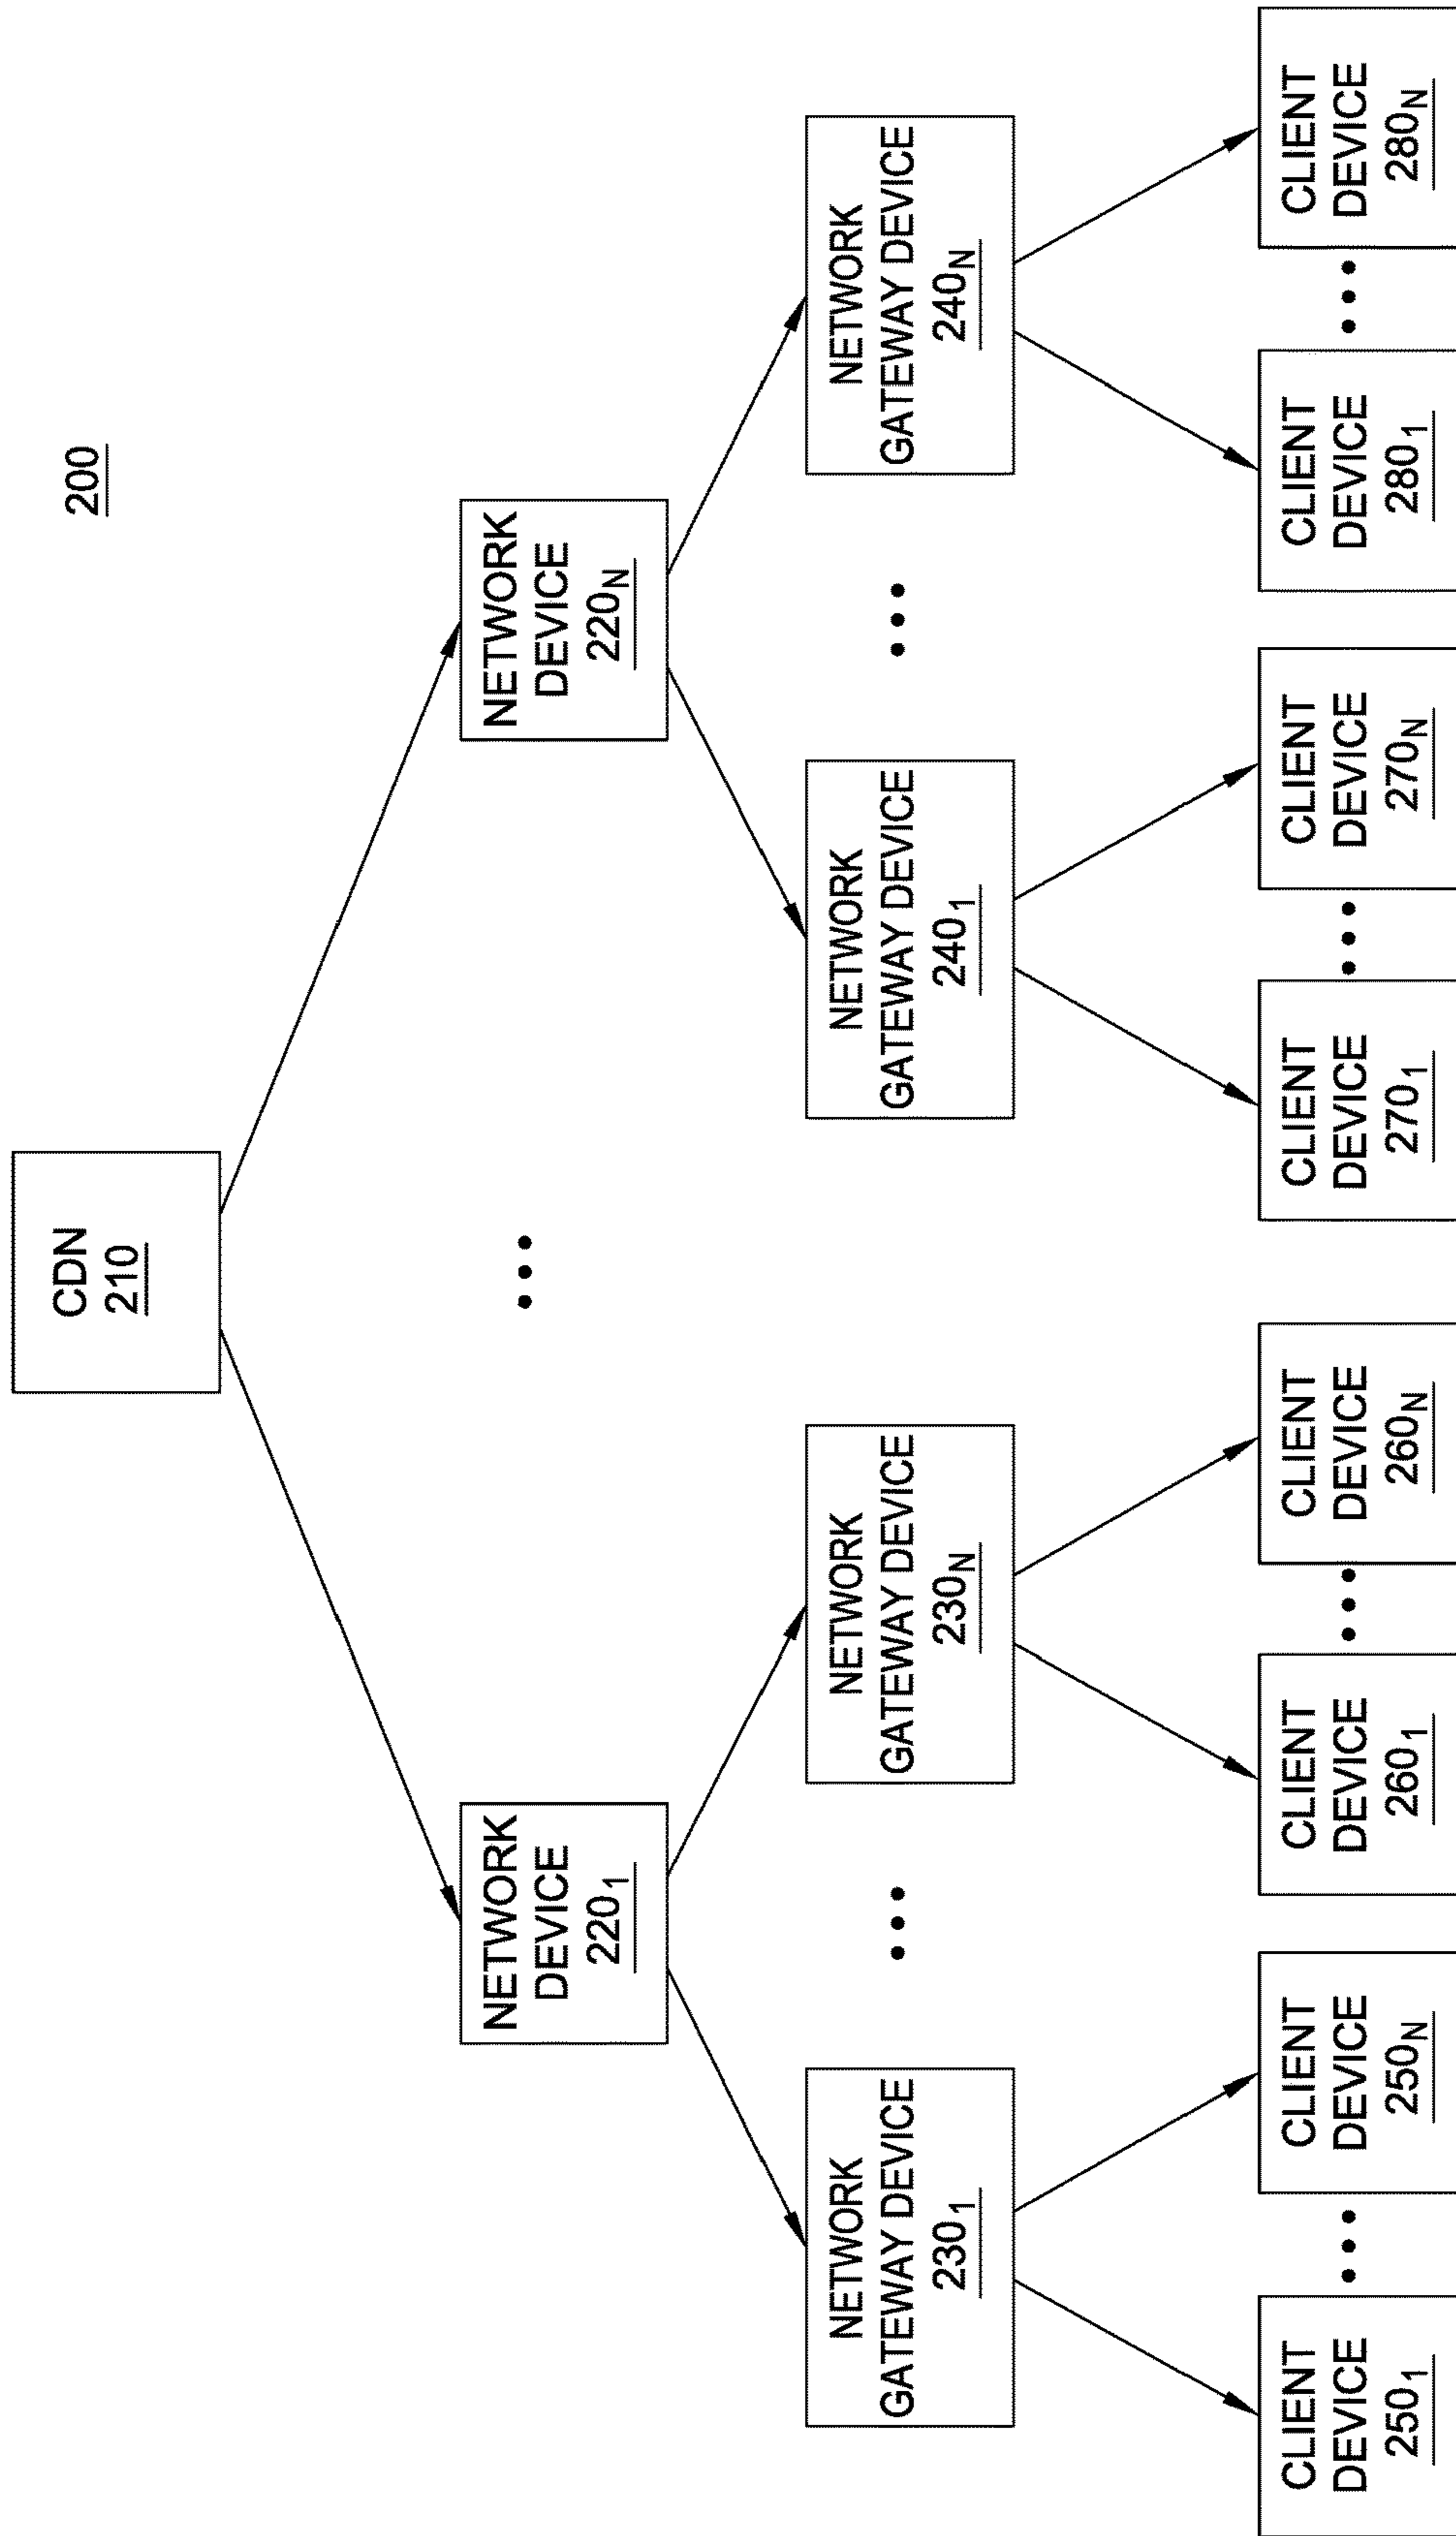 200
CDN
210
NETWORK
DEVICE
220₁
NETWORK
DEVICE
220N
NETWORK
GATEWAY DEVICE
230₁
NETWORK
GATEWAY DEVICE
230N
NETWORK
GATEWAY DEVICE
240₁
NETWORK
GATEWAY DEVICE
240N
CLIENT
DEVICE
250₁
CLIENT
DEVICE
250N
CLIENT
DEVICE
260₁
CLIENT
DEVICE
260N
CLIENT
DEVICE
270₁
CLIENT
DEVICE
270N
CLIENT
DEVICE
280₁
CLIENT
DEVICE
280N